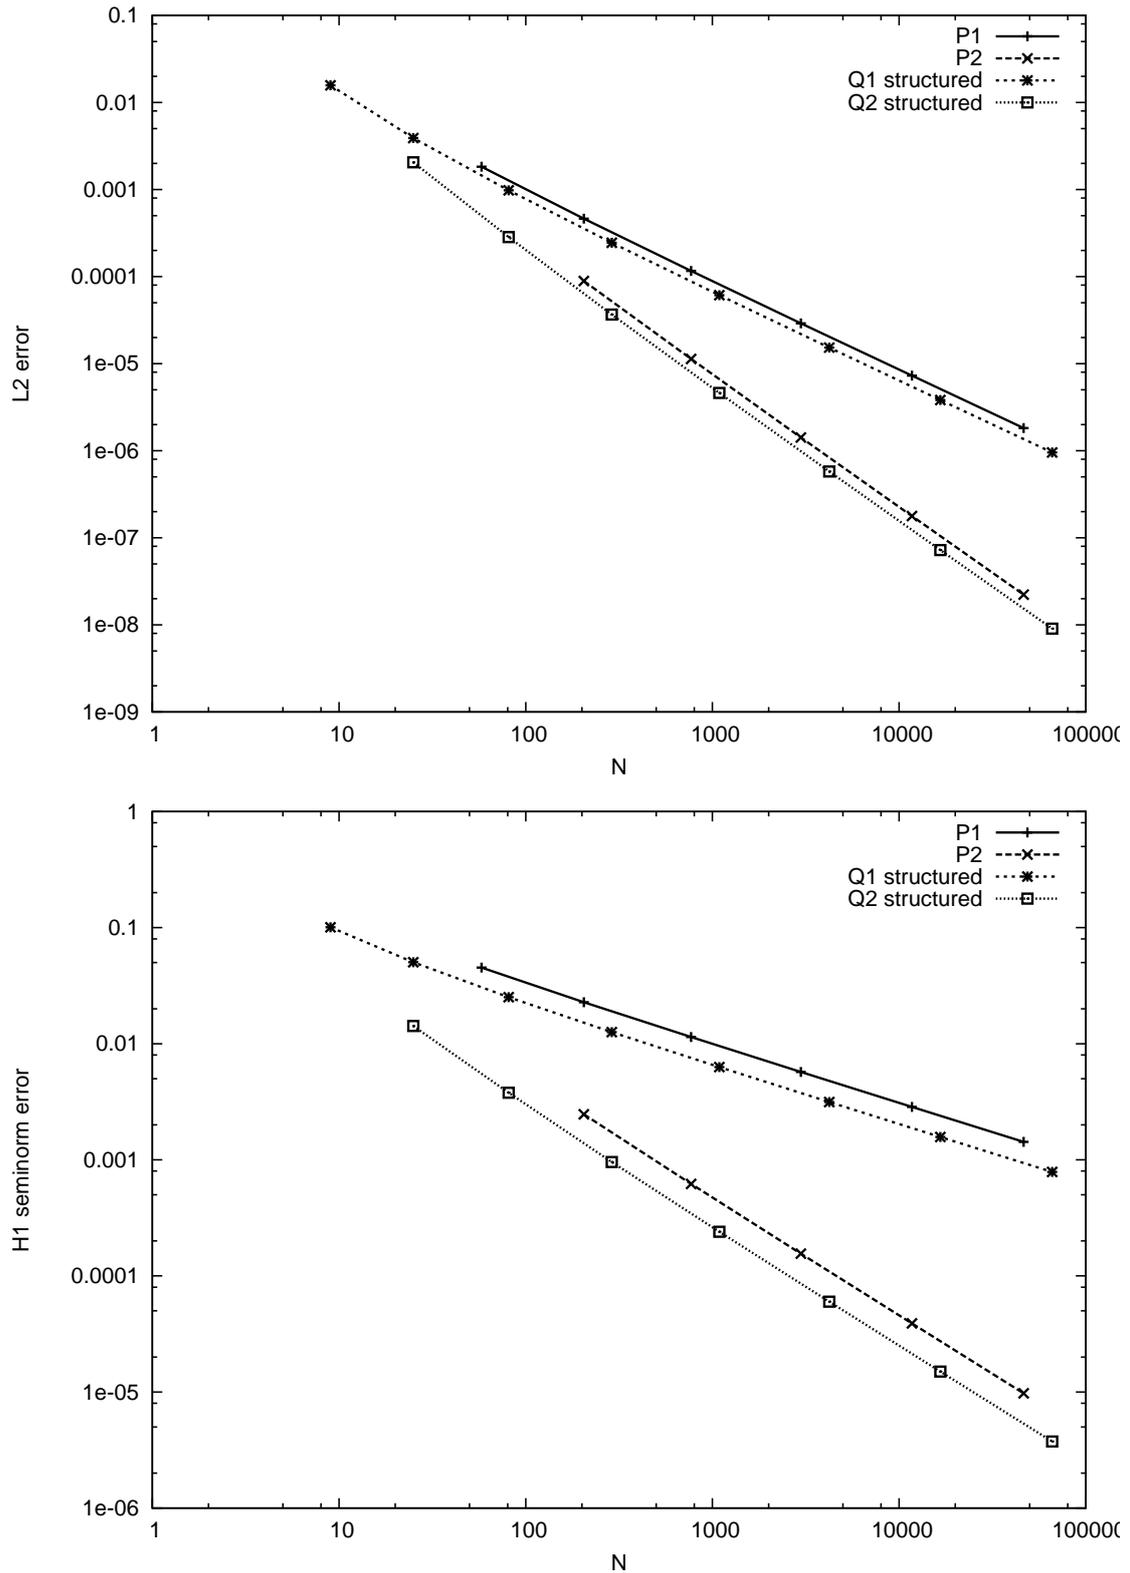 0.1
0.01
0.001
0.0001
1e-05
1e-06
1e-07
1e-08
1e-09
L2 error
P1
P2
Q1 structured
Q2 structured
1 10 100 1000 10000 100000
N
1
0.1
0.01
0.001
0.0001
1e-05
1e-06
H1 seminorm error
P1
P2
Q1 structured
Q2 structured
1 10 100 1000 10000 100000
N